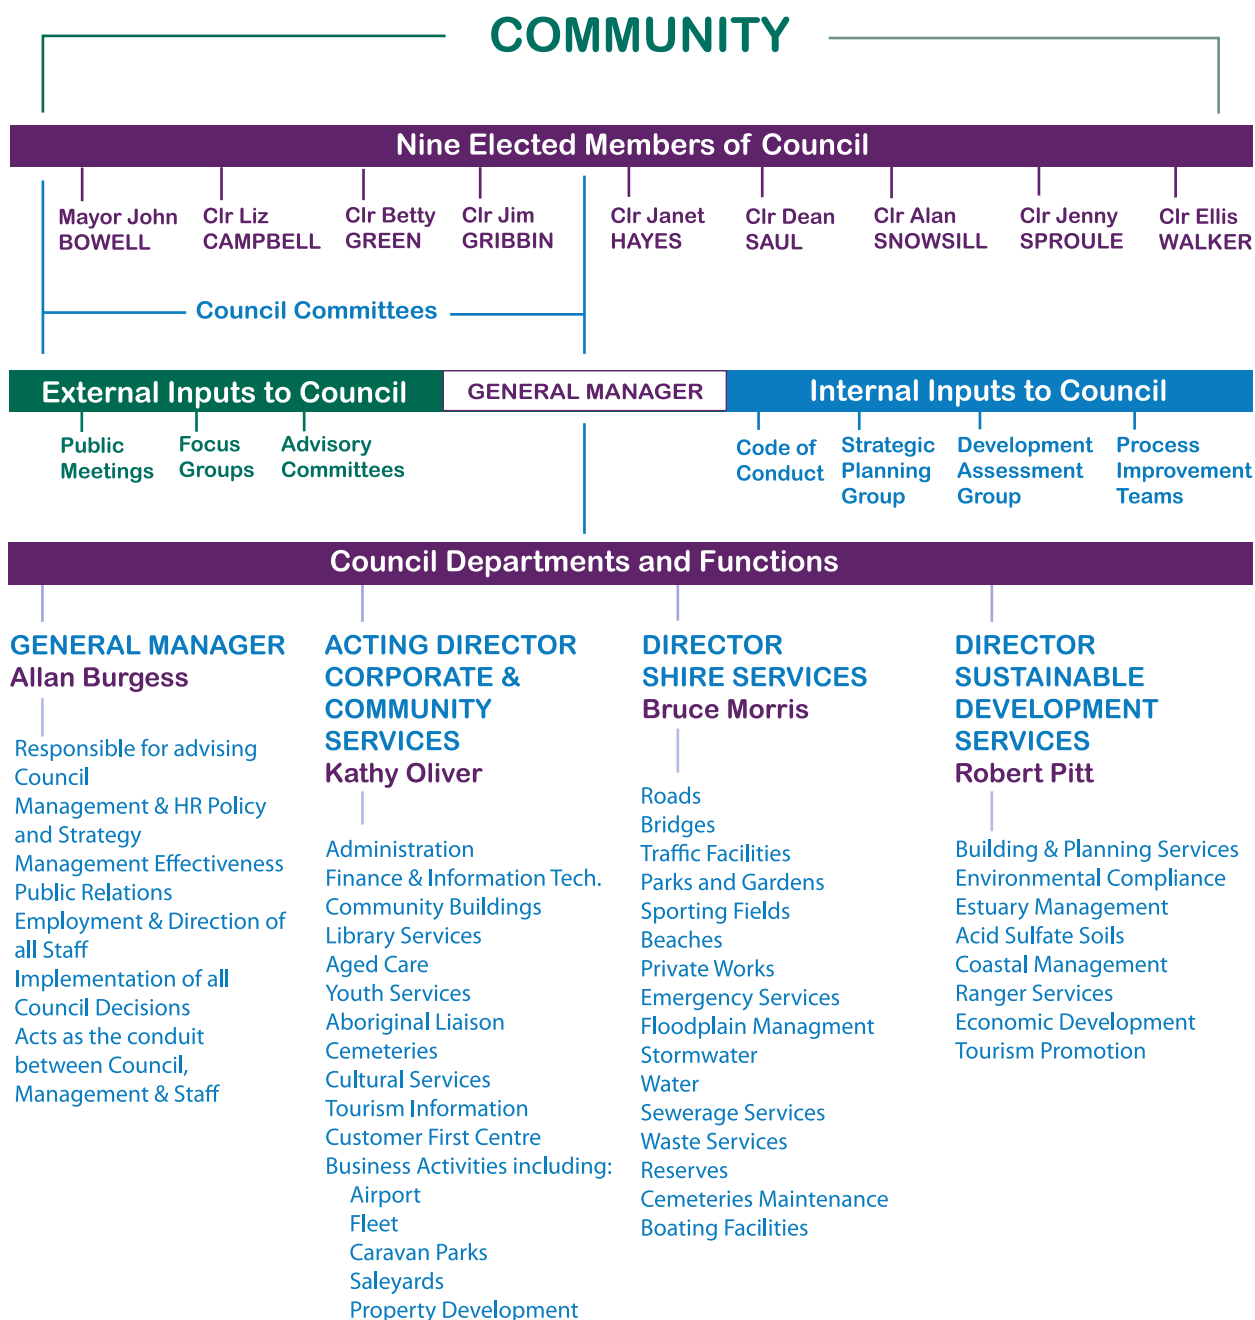 COMMUNITY
Nine Elected Members of Council
Mayor John
BOWELL
Clr Liz
CAMPBELL
Clr Betty
GREEN
Clr Jim
GRIBBIN
Clr Janet
HAYES
Clr Dean
SAUL
Clr Alan
SNOWSILL
Clr Jenny
SPROULE
Clr Ellis
WALKER
Council Committees
External Inputs to Council
GENERAL MANAGER
Internal Inputs to Council
Public
Meetings
Focus
Groups
Advisory
Committees
Code of
Conduct
Strategic
Planning
Group
Development
Assessment
Group
Process
Improvement
Teams
Council Departments and Functions
GENERAL MANAGER
Allan Burgess
Responsible for advising
Council
Management & HR Policy
and Strategy
Management Effectiveness
Public Relations
Employment & Direction of
all Staff
Implementation of all
Council Decisions
Acts as the conduit
between Council,
Management & Staff
ACTING DIRECTOR
CORPORATE &
COMMUNITY
SERVICES
Kathy Oliver
Administration
Finance & Information Tech.
Community Buildings
Library Services
Aged Care
Youth Services
Aboriginal Liaison
Cemeteries
Cultural Services
Tourism Information
Customer First Centre
Business Activities including:
Airport
Fleet
Caravan Parks
Saleyards
Property Development
DIRECTOR
SHIRE SERVICES
Bruce Morris
Roads
Bridges
Traffic Facilities
Parks and Gardens
Sporting Fields
Beaches
Private Works
Emergency Services
Floodplain Managment
Stormwater
Water
Sewerage Services
Waste Services
Reserves
Cemeteries Maintenance
Boating Facilities
DIRECTOR
SUSTAINABLE
DEVELOPMENT
SERVICES
Robert Pitt
Building & Planning Services
Environmental Compliance
Estuary Management
Acid Sulfate Soils
Coastal Management
Ranger Services
Economic Development
Tourism Promotion